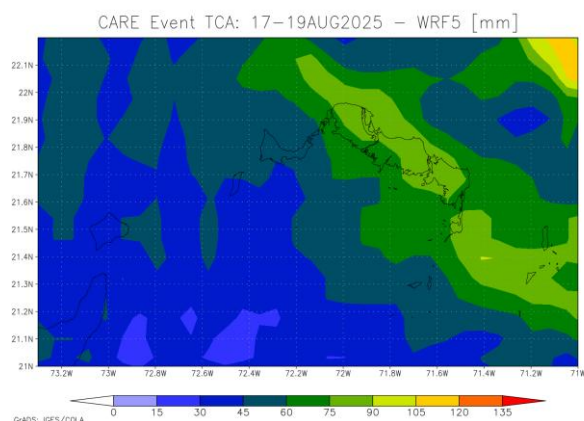 CARE Event TCA: 17-19AUG2025 - WRF5 [mm]
22.1N
22N
21.9N
21.8N
21.7N
21.6N
21.5N
21.4N
21.3N
21.2N
21.1N
21N
73.2W 73W 72.8W 72.6W 72.4W 72.2W 72W 71.8W 71.6W 71.4W 71.2W 71W
0 15 30 45 60 75 90 105 120 135
GrADS: IGES/COLA